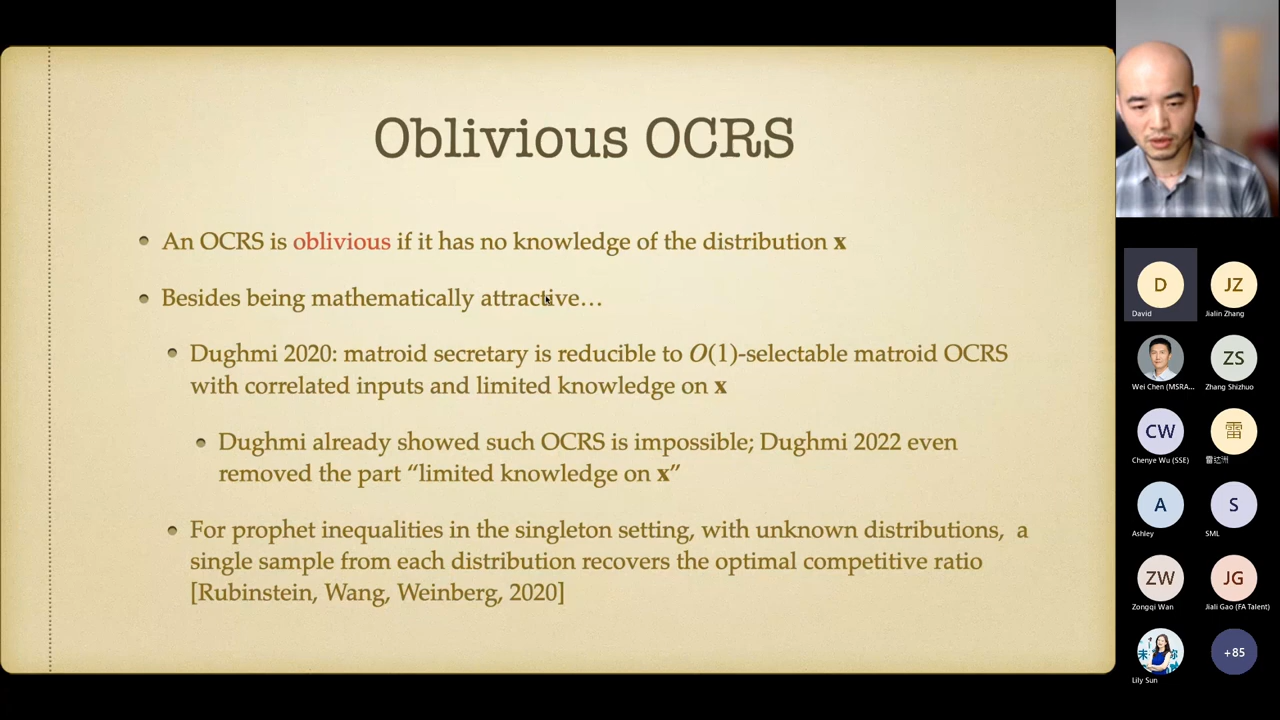 Oblivious OCRS
An OCRS is oblivious if it has no knowledge of the distribution x
Besides being mathematically attractive…
Dughmi 2020: matroid secretary is reducible to O(1)-selectable matroid OCRS
with correlated inputs and limited knowledge on x
Dughmi already showed such OCRS is impossible; Dughmi 2022 even
removed the part “limited knowledge on x”
For prophet inequalities in the singleton setting, with unknown distributions, a
single sample from each distribution recovers the optimal competitive ratio
[Rubinstein, Wang, Weinberg, 2020]
D
David
JZ
Jialin Zhang
Wei Chen (MSRA...
ZS
Zhang Shizhuo
CW
Chenye Wu (SSE)
雷
A
Ashley
S
SML
ZW
Zongqi Wan
JG
Jiali Gao (FA Talent)
Lily Sun
+85